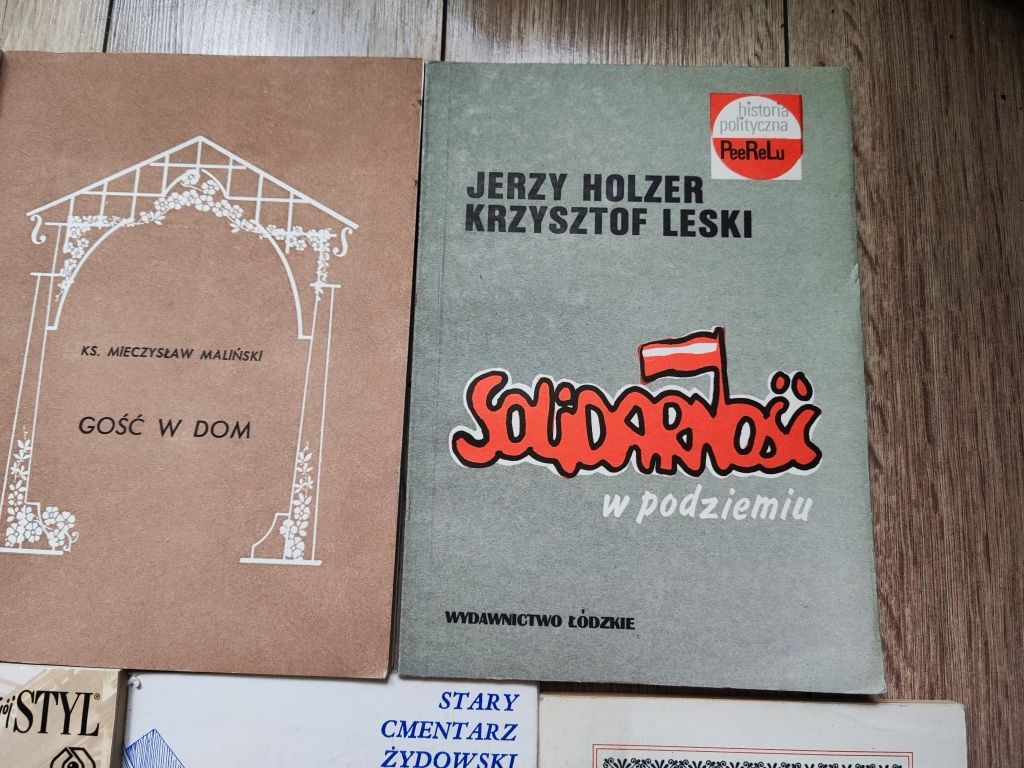 KS. MIECZYSŁAW MALIŃSKI
GOŚĆ W DOM
historia
polityczna
PeeReLu
JERZY HOLZER
KRZYSZTOF LESKI
SOLIDARNOŚĆ
w podziemiu
WYDAWNICTWO ŁÓDZKIE
STYL®
STARY
CMENTARZ
ŻYDOWSKI